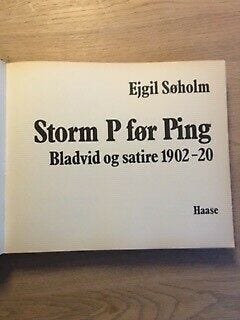 Ejgil Søholm
Storm P før Ping
Bladvid og satire 1902-20
Haase